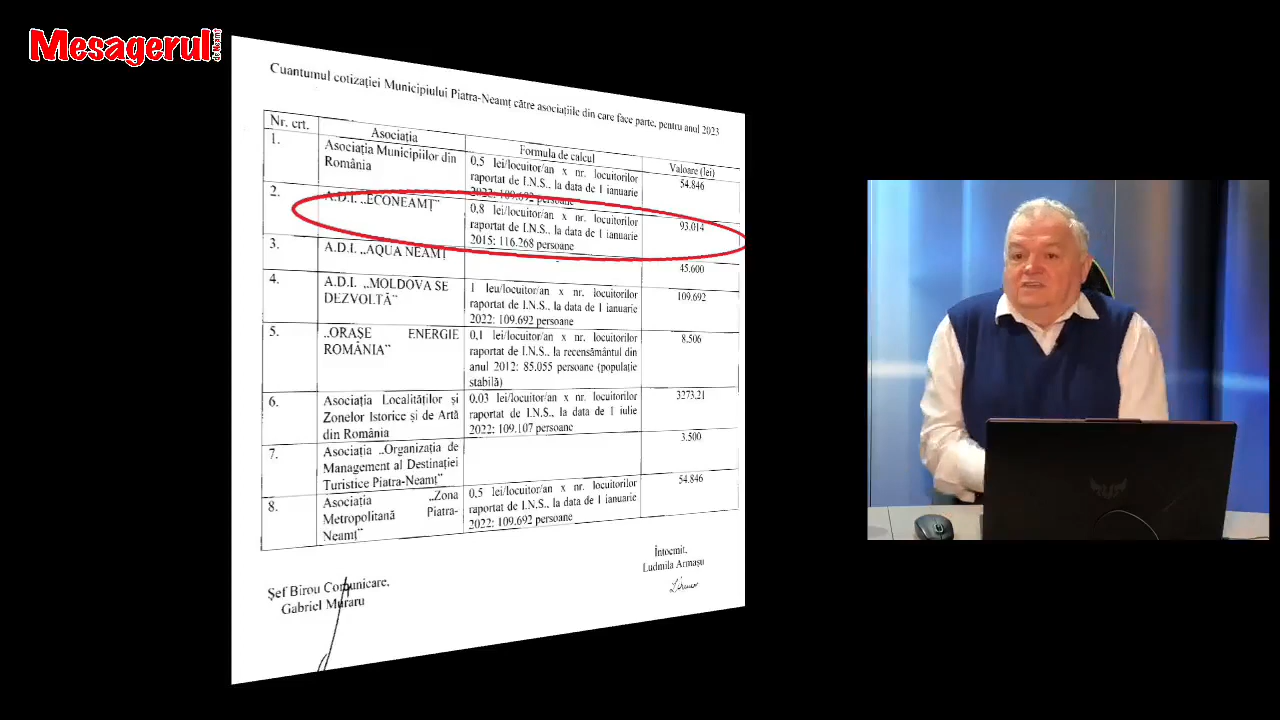 Mesagerul
de Neamț
Cuantumul cotizației Municipiului Piatra-Neamț către asociațiile din care face parte, pentru anul 2023
Nr. crt.
Asociația
Formula de calcul
Valoare (lei)
1.
Asociația Municipiilor din
România
0,5 lei/locuitor/an x nr. locuitorilor
raportat de I.N.S., la data de 1 ianuarie
2022: 109.692 persoane
54.846
2.
A.D.I. „ECONEAMȚ”
0,8 lei/locuitor/an x nr. locuitorilor
raportat de I.N.S., la data de 1 ianuarie
2015: 116.268 persoane
93.014
3.
A.D.I. „AQUA NEAMȚ
-
45.600
4.
A.D.I. „MOLDOVA SE
DEZVOLTĂ”
1 leu/locuitor/an x nr. locuitorilor
raportat de I.N.S., la data de 1 ianuarie
2022: 109.692 persoane
109.692
5.
„ORAȘE ENERGIE
ROMÂNIA”
0,1 lei/locuitor/an x nr. locuitorilor
raportat de I.N.S., la recensământul din
anul 2012: 85.055 persoane (populație
stabilă)
8.506
6.
Asociația Localităților și
Zonelor Istorice și de Artă
din România
0,03 lei/locuitor/an x nr. locuitorilor
raportat de I.N.S., la data de 1 iulie
2022: 109.107 persoane
3273,21
7.
Asociația „Organizația de
Management al Destinației
Turistice Piatra-Neamț”
3.500
8.
Asociația „Zona
Metropolitană Piatra-
Neamț”
0,5 lei/locuitor/an x nr. locuitorilor
raportat de I.N.S., la data de 1 ianuarie
2022: 109.692 persoane
54.846
Șef Birou Comunicare,
Gabriel Muraru
Întocmit,
Ludmila Armașu